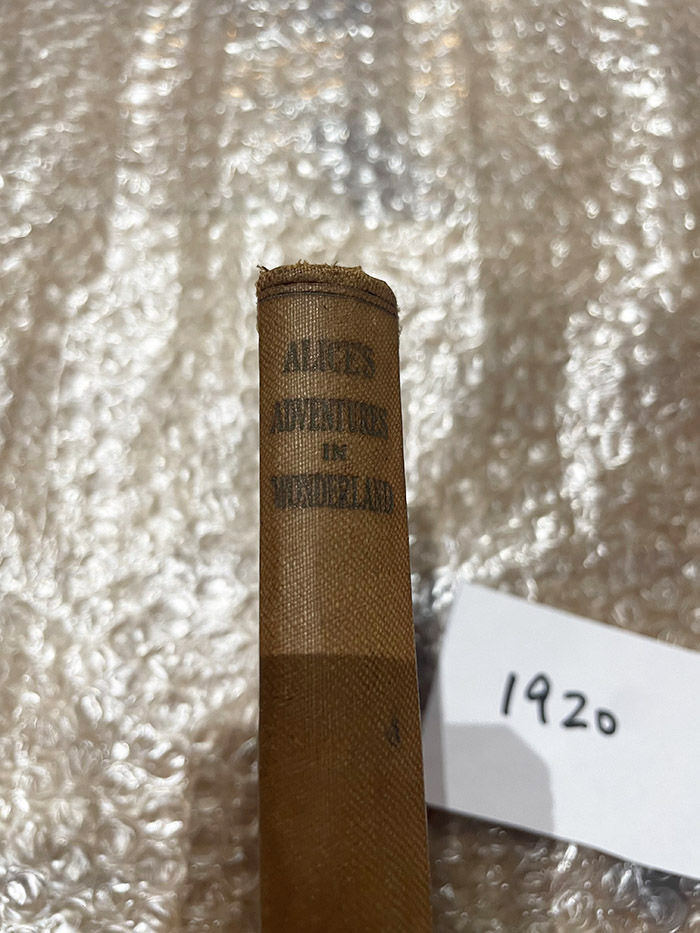 ALICE'S
ADVENTURES
IN
WONDERLAND
1920